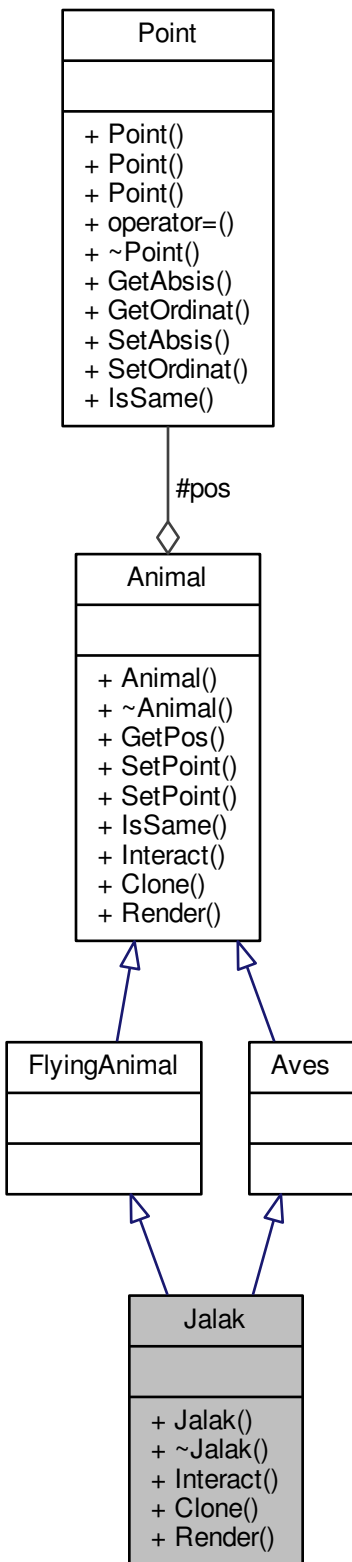 Point
+ Point()
+ Point()
+ Point()
+ operator=()
+ ~Point()
+ GetAbsis()
+ GetOrdinat()
+ SetAbsis()
+ SetOrdinat()
+ IsSame()
#pos
Animal
+ Animal()
+ ~Animal()
+ GetPos()
+ SetPoint()
+ SetPoint()
+ IsSame()
+ Interact()
+ Clone()
+ Render()
FlyingAnimal
Aves
Jalak
+ Jalak()
+ ~Jalak()
+ Interact()
+ Clone()
+ Render()